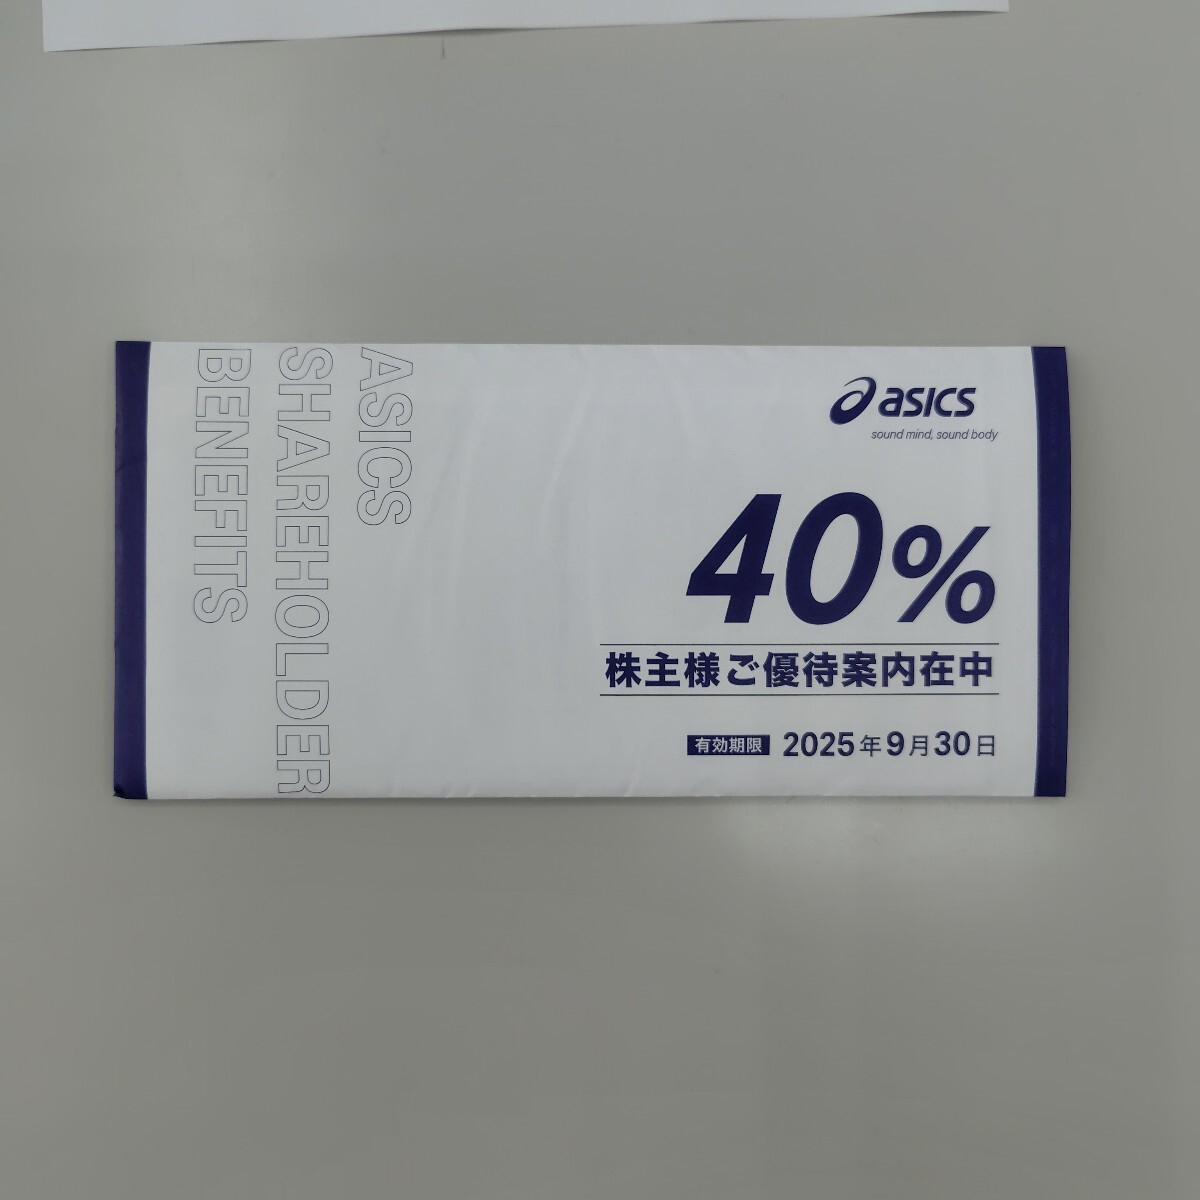 ASICS
SHAREHOLDER
BENEFITS
asics
sound mind, sound body
40%
株主様ご優待案内在中
有効期限 2025年9月30日